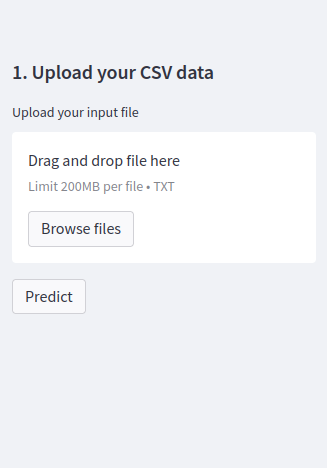 1. Upload your CSV data
Upload your input file
Drag and drop file here
Limit 200MB per file • TXT
Browse files
Predict